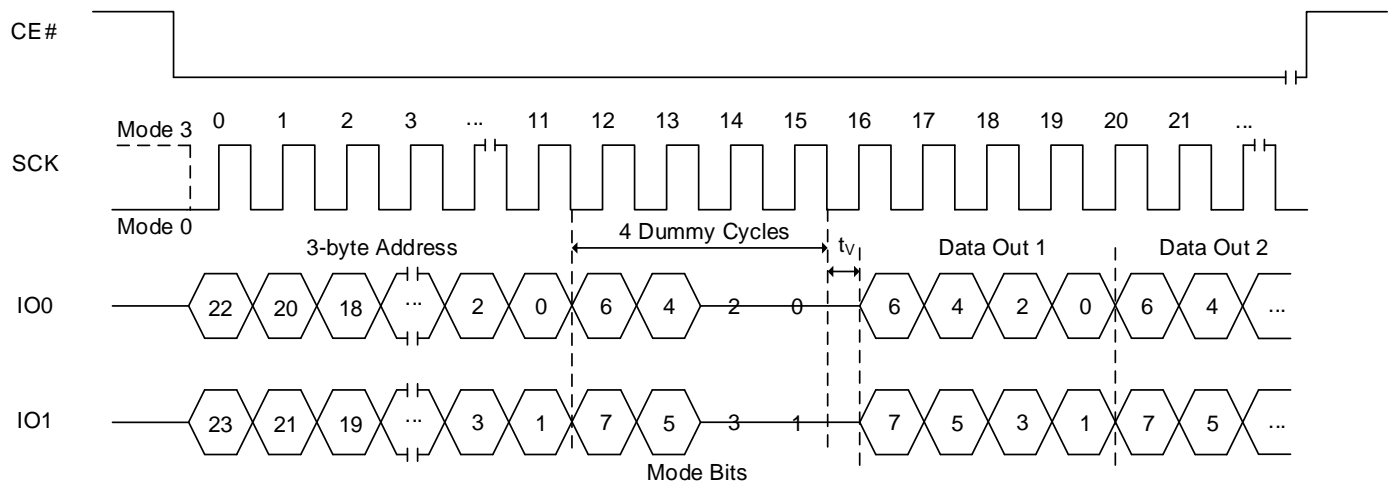 CE#
0 1 2 3 ... 11 12 13 14 15 16 17 18 19 20 21 ...
Mode 3
SCK
Mode 0
3-byte Address 4 Dummy Cycles tV Data Out 1 Data Out 2
IO0 22 20 18 ... 2 0 6 4 2 0 6 4 2 0 6 4 ...
IO1 23 21 19 ... 3 1 7 5 3 1 7 5 3 1 7 5 ...
Mode Bits